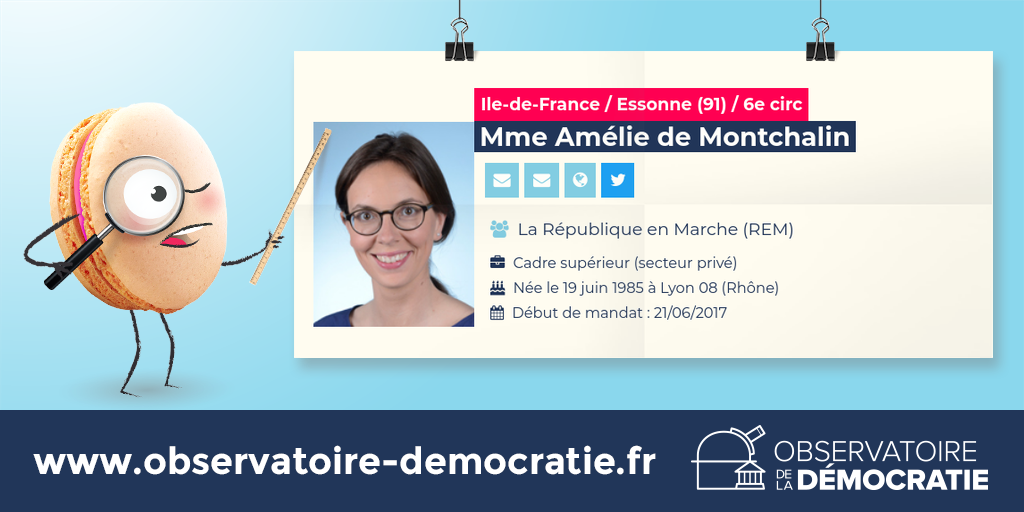 Ile-de-France / Essonne (91) / 6e circ
Mme Amélie de Montchalin
La République en Marche (REM)
Cadre supérieur (secteur privé)
Née le 19 juin 1985 à Lyon 08 (Rhône)
Début de mandat : 21/06/2017
www.observatoire-democratie.fr
OBSERVATOIRE
DE LA DÉMOCRATIE